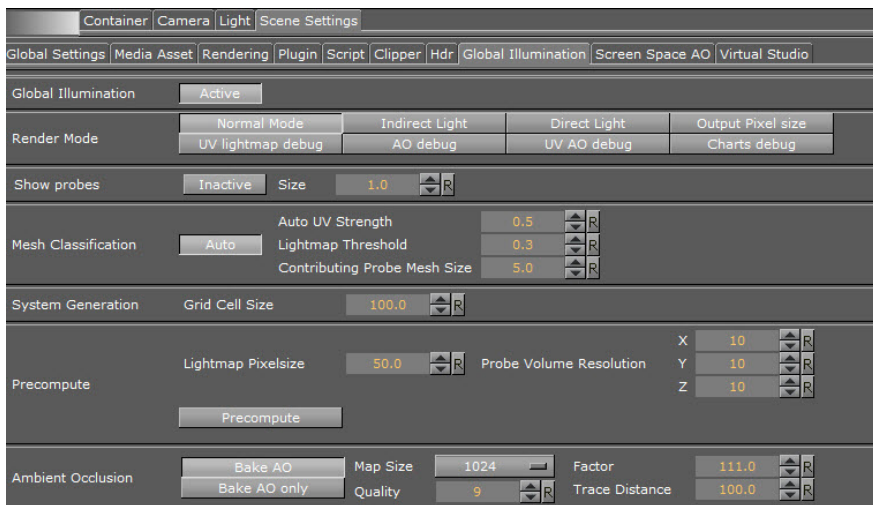 Container Camera Light Scene Settings
Global Settings Media Asset Rendering Plugin Script Clipper Hdr Global Illumination Screen Space AO Virtual Studio
Global Illumination Active
Render Mode Normal Mode Indirect Light Direct Light Output Pixel size
UV lightmap debug AO debug UV AO debug Charts debug
Show probes Inactive Size 1.0 R
Auto UV Strength 0.5 R
Mesh Classification Auto Lightmap Threshold 0.3 R
Contributing Probe Mesh Size 5.0 R
System Generation Grid Cell Size 100.0 R
X 10 R
Lightmap Pixelsize 50.0 R Probe Volume Resolution Y 10 R
Precompute
Z 10 R
Precompute
Ambient Occlusion Bake AO Map Size 1024 Factor 111.0 R
Bake AO only Quality 9 R Trace Distance 100.0 R